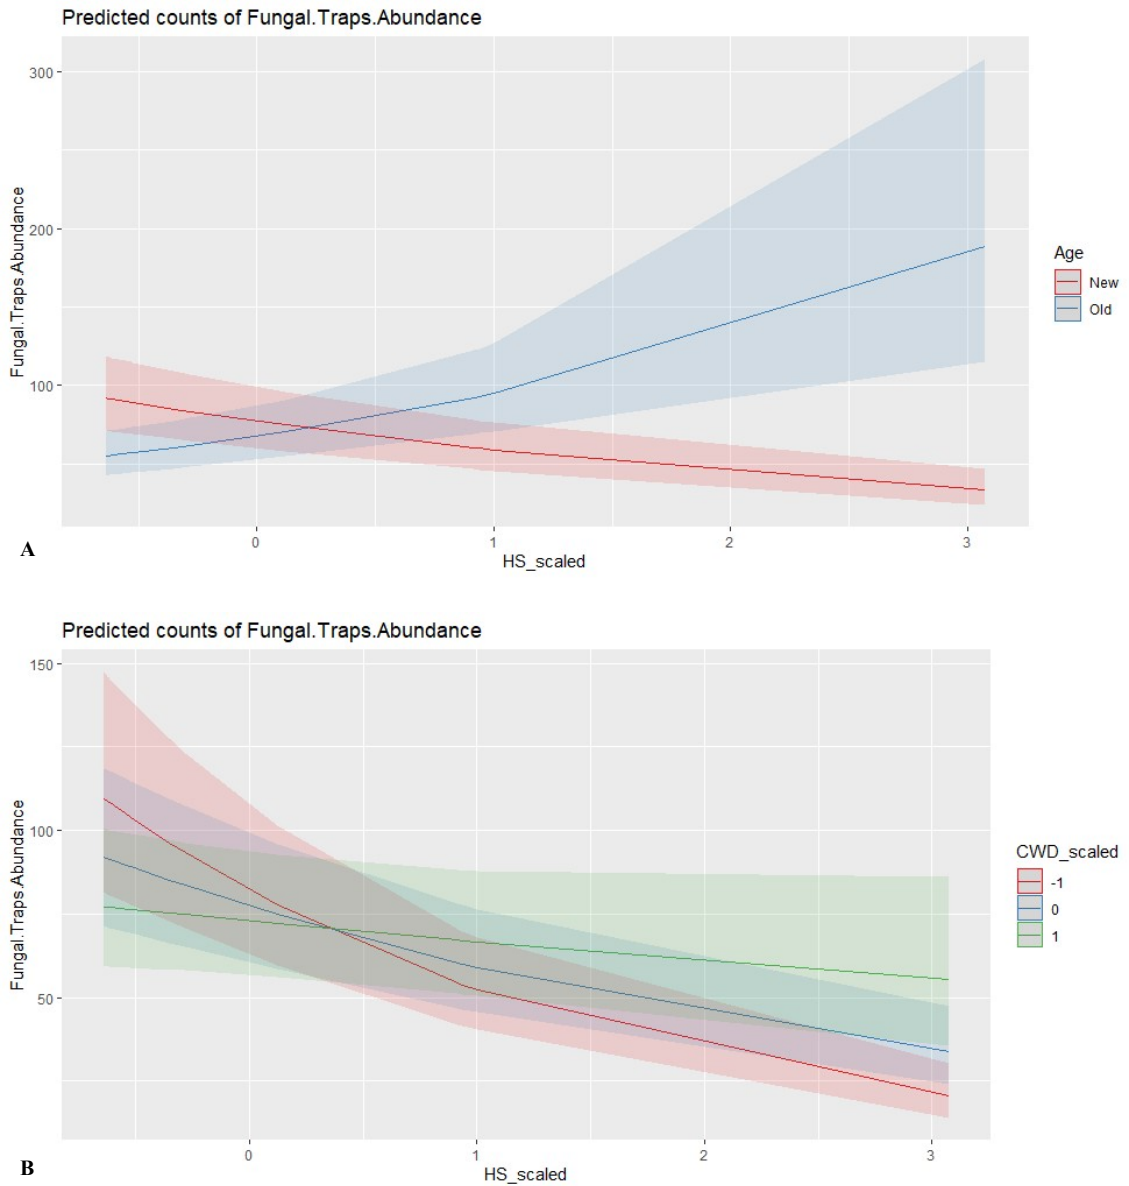 Predicted counts of Fungal.Traps.Abundance
300
200
100
Fungal.Traps.Abundance
Age
New
Old
0 1 2 3
HS_scaled
A
Predicted counts of Fungal.Traps.Abundance
150
100
50
Fungal.Traps.Abundance
CWD_scaled
-1
0
1
0 1 2 3
HS_scaled
B